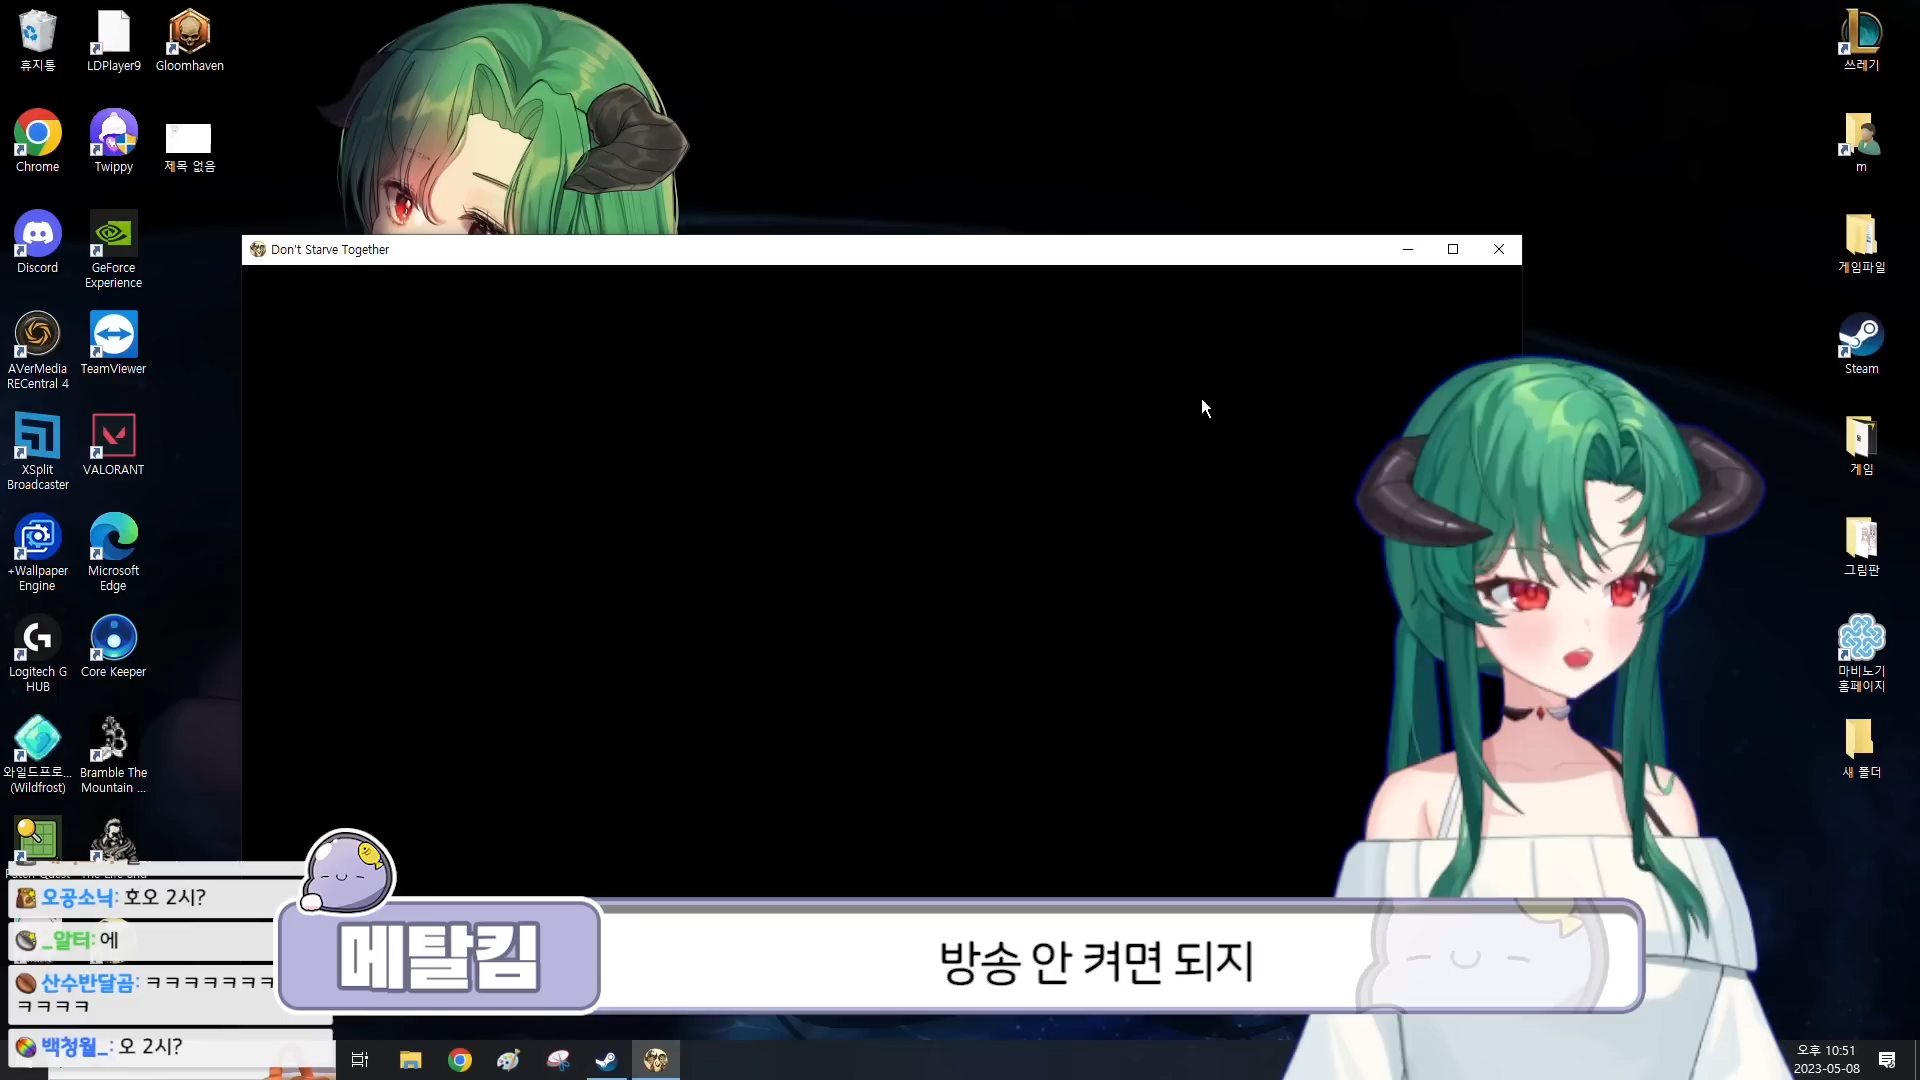 휴지통
LDPlayer9
Gloomhaven
Chrome
Twippy
제목 없음
Discord
GeForce
Experience
AVerMedia
RECentral 4
TeamViewer
XSplit
Broadcaster
VALORANT
+Wallpaper
Engine
Microsoft
Edge
Logitech G
HUB
Core Keeper
와일드프로...
(Wildfrost)
Bramble The
Mountain ...
Don't Starve Together
쓰레기
m
게임파일
Steam
게임
그림판
마비노기
홈페이지
새 폴더
오공소닉: 호오 2시?
_알터: 에
산수반달곰: ㅋㅋㅋㅋㅋㅋㅋ
ㅋㅋㅋㅋ
백청월_: 오 2시?
메탈킴
방송 안 켜면 되지
오후 10:51
2023-05-08